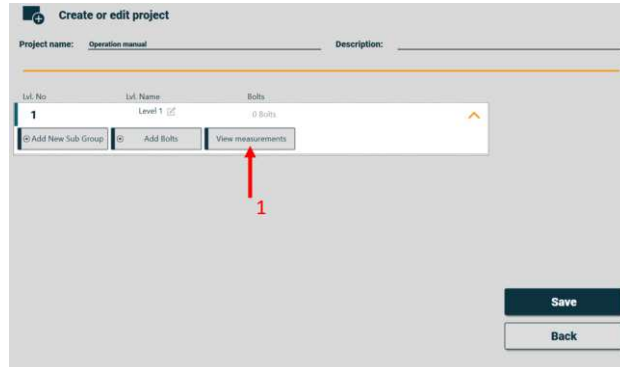 Create or edit project
Project name: Operation manual Description:
Lvl. No Lvl. Name Bolts
1 Level 1 0 Bolts
Add New Sub Group Add Bolts View measurements
1
Save
Back